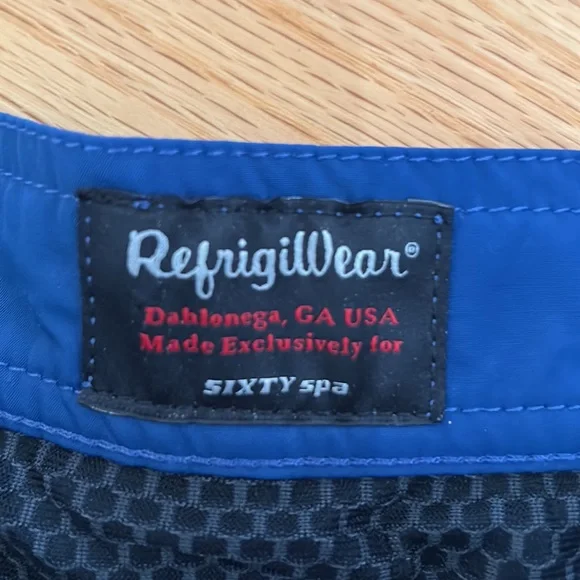 RefrigiWear®
Dahlonega, GA USA
Made Exclusively for
SIXTY spa